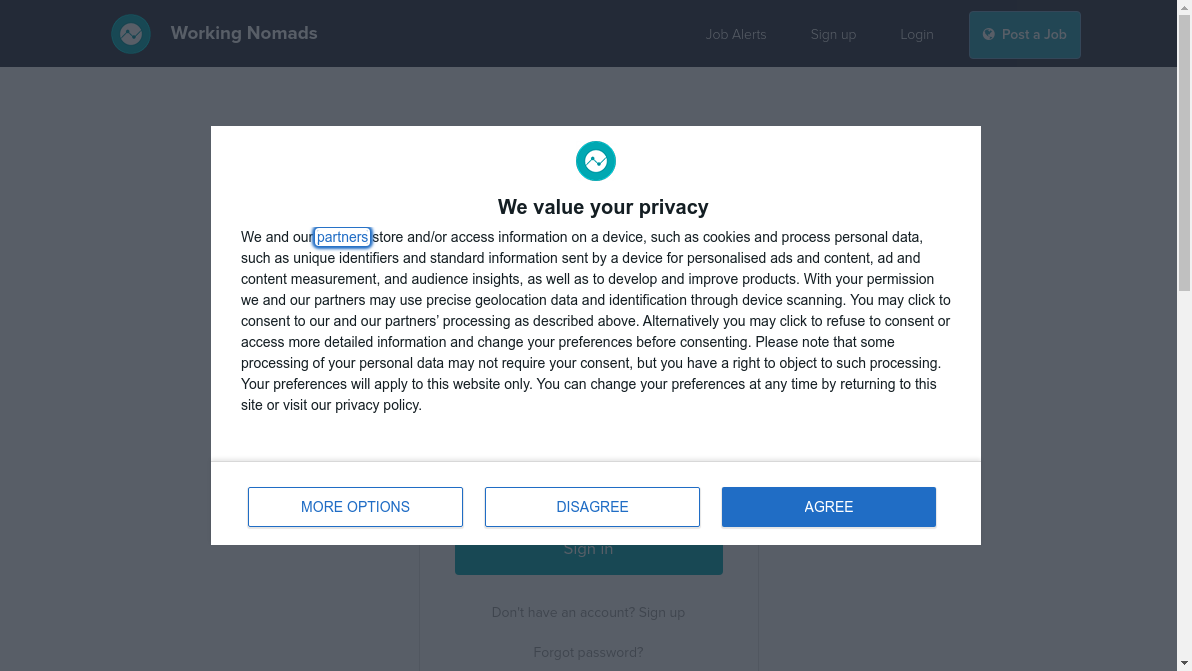 Working Nomads
Job Alerts
Sign up
Login
Post a Job
We value your privacy
We and our partners store and/or access information on a device, such as cookies and process personal data,
such as unique identifiers and standard information sent by a device for personalised ads and content, ad and
content measurement, and audience insights, as well as to develop and improve products. With your permission
we and our partners may use precise geolocation data and identification through device scanning. You may click to
consent to our and our partners’ processing as described above. Alternatively you may click to refuse to consent or
access more detailed information and change your preferences before consenting. Please note that some
processing of your personal data may not require your consent, but you have a right to object to such processing.
Your preferences will apply to this website only. You can change your preferences at any time by returning to this
site or visit our privacy policy.
MORE OPTIONS
DISAGREE
AGREE
Sign In
Don't have an account? Sign up
Forgot password?